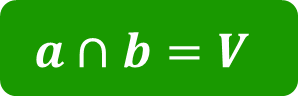 a ∩ b = V